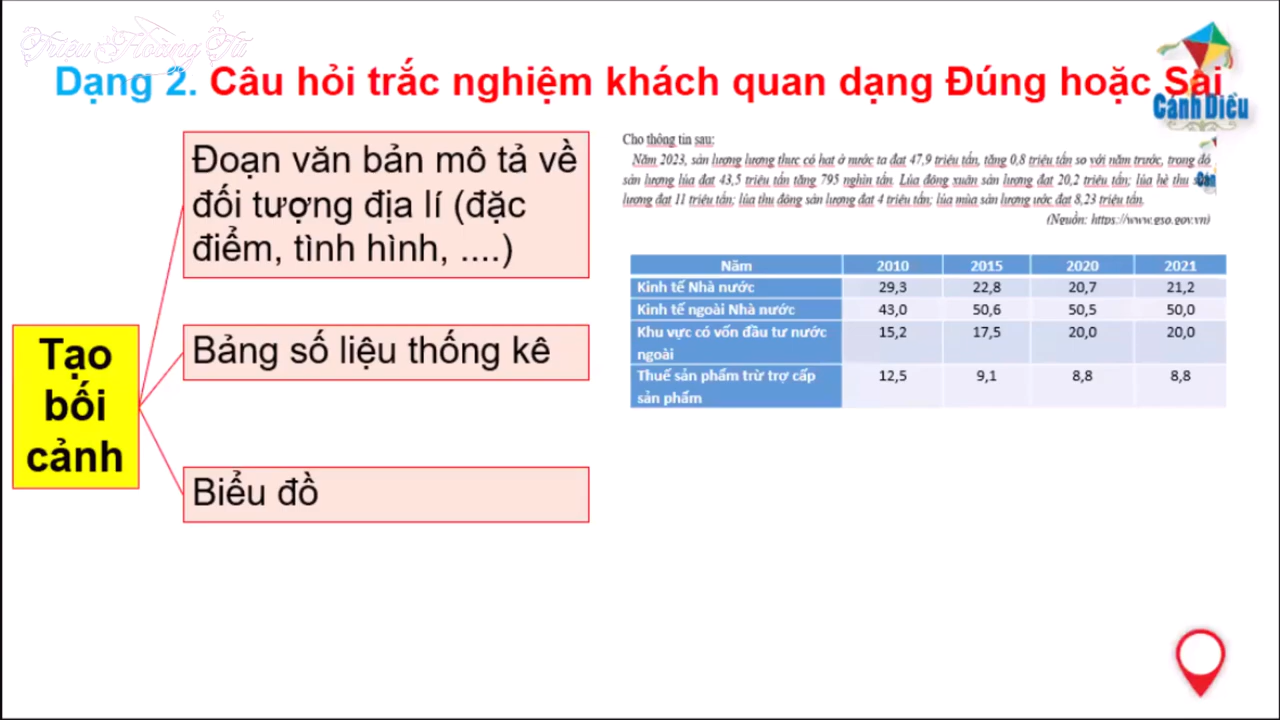 Triệu Hoàng Tú
Dạng 2. Câu hỏi trắc nghiệm khách quan dạng Đúng hoặc Sai
Cánh Diều
Đoạn văn bản mô tả về
đối tượng địa lí (đặc
điểm, tình hình, ....)
Cho thông tin sau:
Năm 2023, sản lượng lượng thực có hạt ở nước ta đạt 47,9 triệu tấn, tăng 0,8 triệu tấn so với năm trước, trong đó
sản lượng lúa đạt 43,5 triệu tấn tăng 795 nghìn tấn. Lúa đông xuân sản lượng đạt 20,2 triệu tấn; lúa hè thu
lượng đạt 11 triệu tấn; lúa thu đông sản lượng đạt 4 triệu tấn; lúa mùa sản lượng ước đạt 8,23 triệu tấn.
(Nguồn: https://www.gso.gov.vn)
Năm 2010 2015 2020 2021
Kinh tế Nhà nước 29,3 22,8 20,7 21,2
Kinh tế ngoài Nhà nước 43,0 50,6 50,5 50,0
Khu vực có vốn đầu tư nước 15,2 17,5 20,0 20,0
ngoài
Thuế sản phẩm trừ trợ cấp 12,5 9,1 8,8 8,8
sản phẩm
Tạo
bối
cảnh
Bảng số liệu thống kê
Biểu đồ